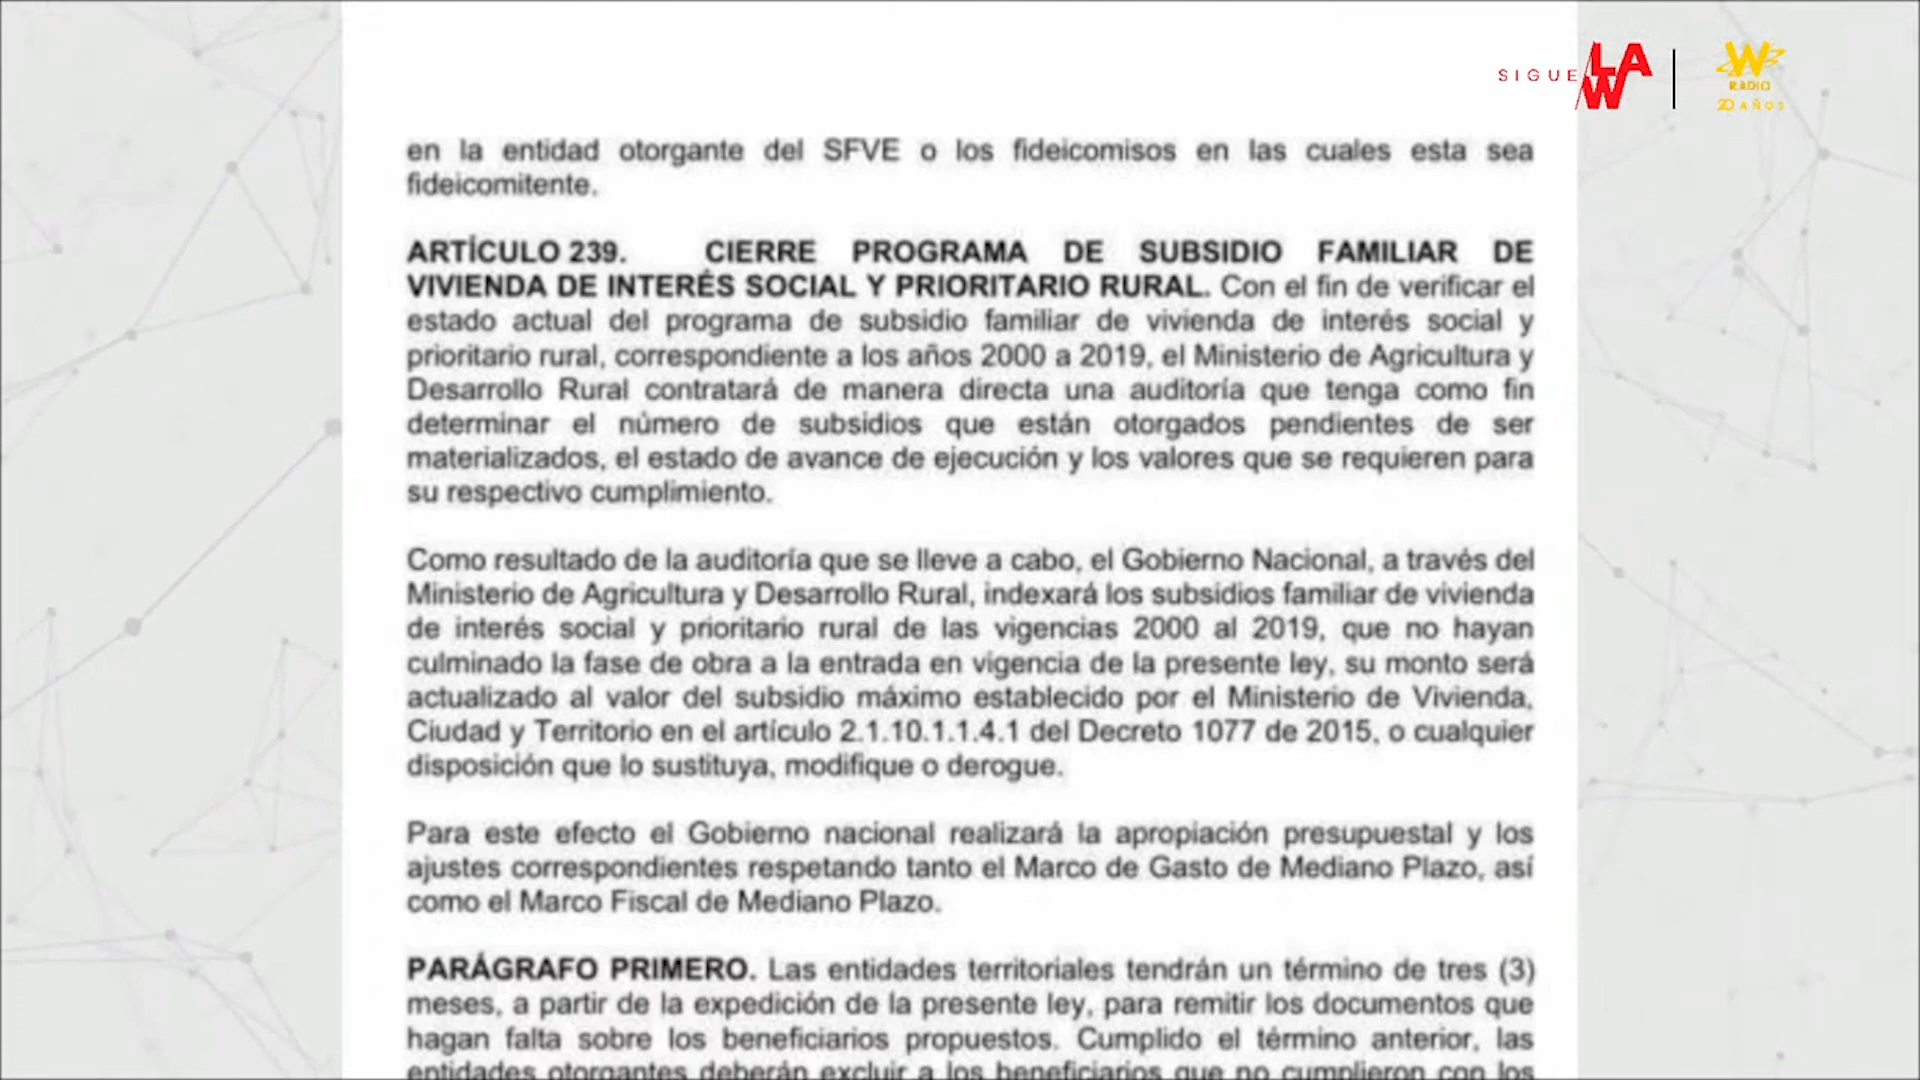 SIGUE LA W
W
RADIO
20 AÑOS
en la entidad otorgante del SFVE o los fideicomisos en las cuales esta sea
fideicomitente.
ARTÍCULO 239. CIERRE PROGRAMA DE SUBSIDIO FAMILIAR DE
VIVIENDA DE INTERÉS SOCIAL Y PRIORITARIO RURAL. Con el fin de verificar el
estado actual del programa de subsidio familiar de vivienda de interés social y
prioritario rural, correspondiente a los años 2000 a 2019, el Ministerio de Agricultura y
Desarrollo Rural contratará de manera directa una auditoría que tenga como fin
determinar el número de subsidios que están otorgados pendientes de ser
materializados, el estado de avance de ejecución y los valores que se requieren para
su respectivo cumplimiento.
Como resultado de la auditoría que se lleve a cabo, el Gobierno Nacional, a través del
Ministerio de Agricultura y Desarrollo Rural, indexará los subsidios familiar de vivienda
de interés social y prioritario rural de las vigencias 2000 al 2019, que no hayan
culminado la fase de obra a la entrada en vigencia de la presente ley, su monto será
actualizado al valor del subsidio máximo establecido por el Ministerio de Vivienda,
Ciudad y Territorio en el artículo 2.1.10.1.1.4.1 del Decreto 1077 de 2015, o cualquier
disposición que lo sustituya, modifique o derogue.
Para este efecto el Gobierno nacional realizará la apropiación presupuestal y los
ajustes correspondientes respetando tanto el Marco de Gasto de Mediano Plazo, así
como el Marco Fiscal de Mediano Plazo.
PARÁGRAFO PRIMERO. Las entidades territoriales tendrán un término de tres (3)
meses, a partir de la expedición de la presente ley, para remitir los documentos que
hagan falta sobre los beneficiarios propuestos. Cumplido el término anterior, las
entidades otorgantes deberán excluir a los beneficiarios que no cumplieron con los